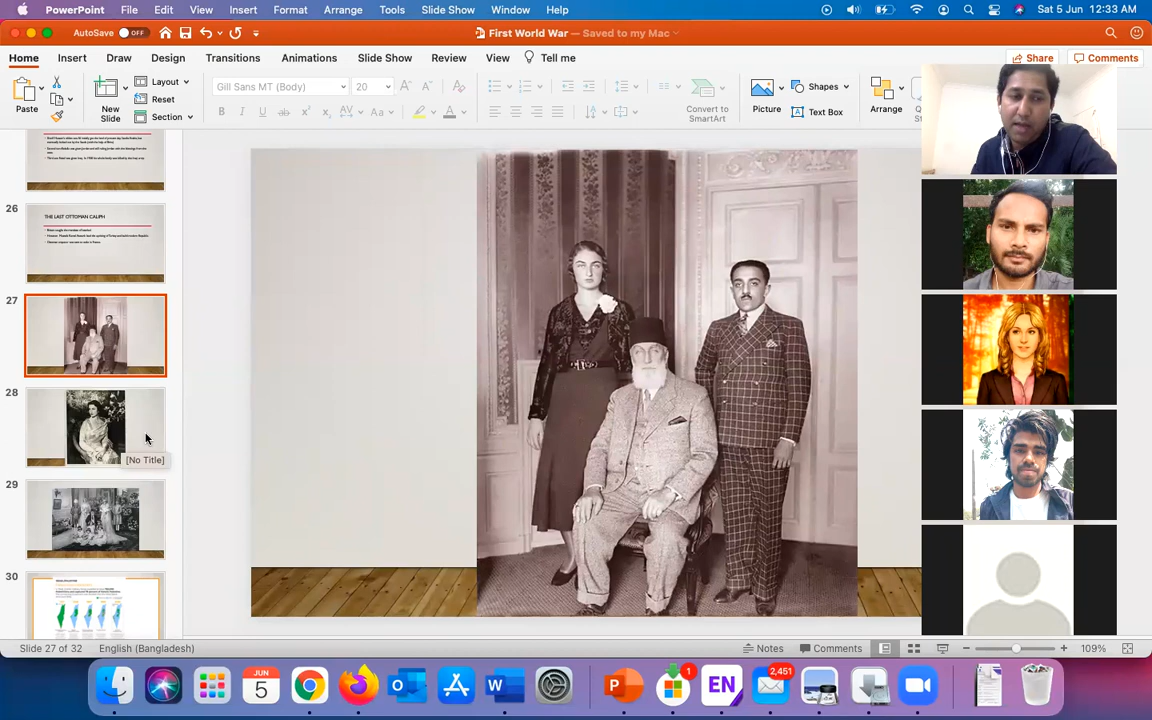 PowerPoint File Edit View Insert Format Arrange Tools Slide Show Window Help Sat 5 Jun 12:33 AM
AutoSave OFF First World War — Saved to my Mac
Home Insert Draw Design Transitions Animations Slide Show Review View Tell me Share Comments
Paste New Slide Layout Reset Section Gill Sans MT (Body) 20 Convert to SmartArt Picture Shapes Text Box Arrange
26
THE LAST OTTOMAN CALIPH
27
28
[No Title]
29
30
Slide 27 of 32 English (Bangladesh) Notes Comments 109%
JUN
5
W
P
1
EN
2,451